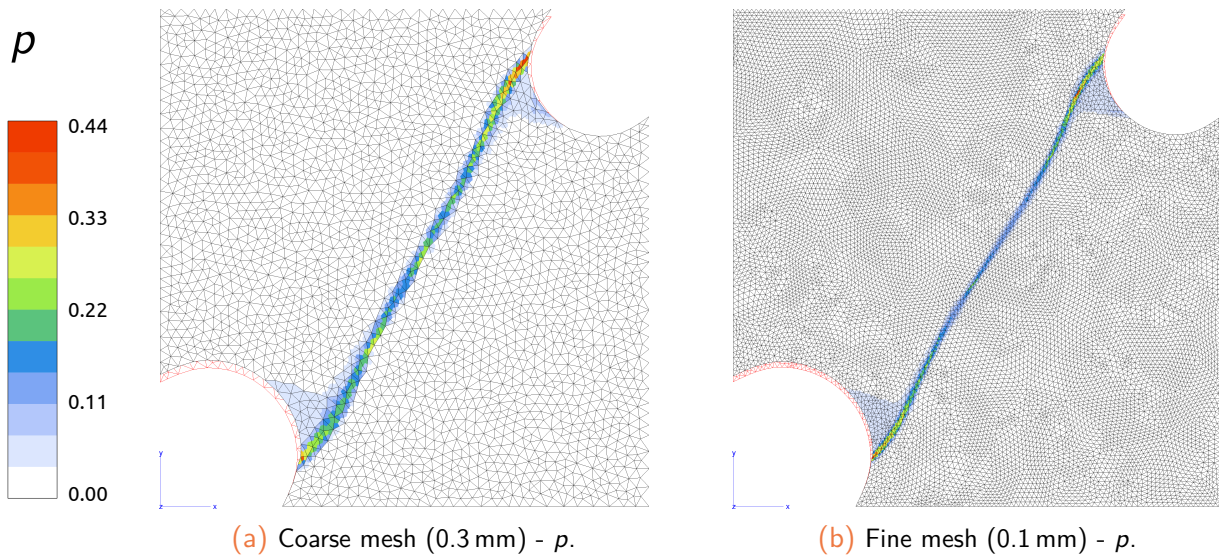 p
0.44
0.33
0.22
0.11
0.00
y
z
x
y
z
x
(a) Coarse mesh (0.3 mm) - p.
(b) Fine mesh (0.1 mm) - p.